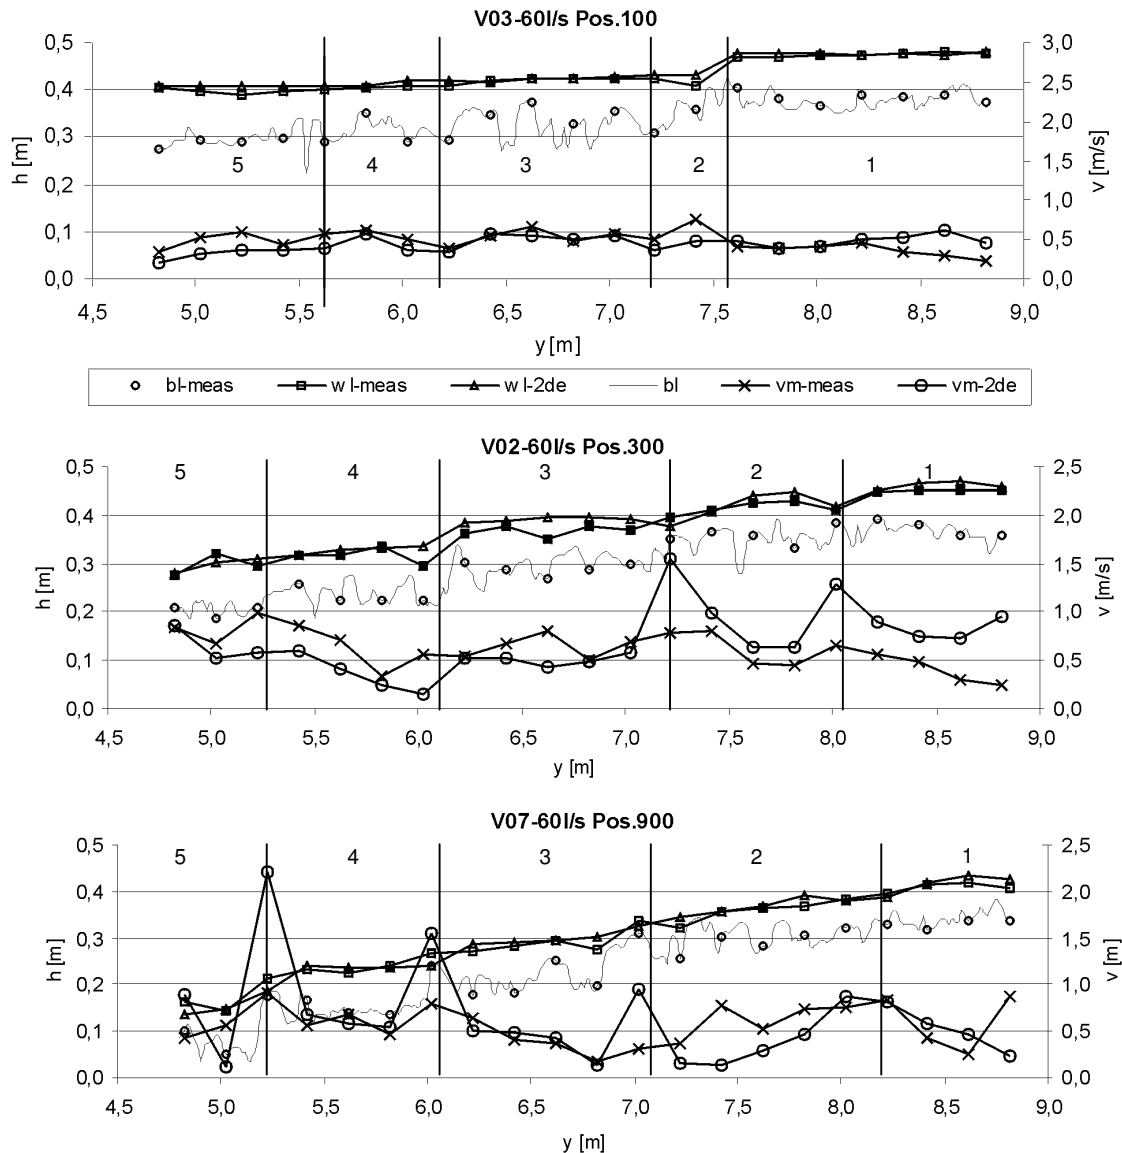 V03-60l/s Pos.100
0,5 3,0
0,4 2,5
0,3 2,0
5 4 3 2 1
h [m] v [m/s]
0,2 1,5
1,0
0,1 0,5
0,0 0,0
4,5 5,0 5,5 6,0 6,5 7,0 7,5 8,0 8,5 9,0
y [m]
bl-meas wl-meas wl-2de bl vm-meas vm-2de
V02-60l/s Pos.300
5 4 3 2 1
0,5 2,5
0,4 2,0
0,3 1,5
h [m] v [m/s]
0,2 1,0
0,1 0,5
0,0 0,0
4,5 5,0 5,5 6,0 6,5 7,0 7,5 8,0 8,5 9,0
y [m]
V07-60l/s Pos.900
0,5 2,5
5 4 3 2 1
0,4 2,0
0,3 1,5
h [m] v [m]
0,2 1,0
0,1 0,5
0,0 0,0
4,5 5,0 5,5 6,0 6,5 7,0 7,5 8,0 8,5 9,0
y [m]